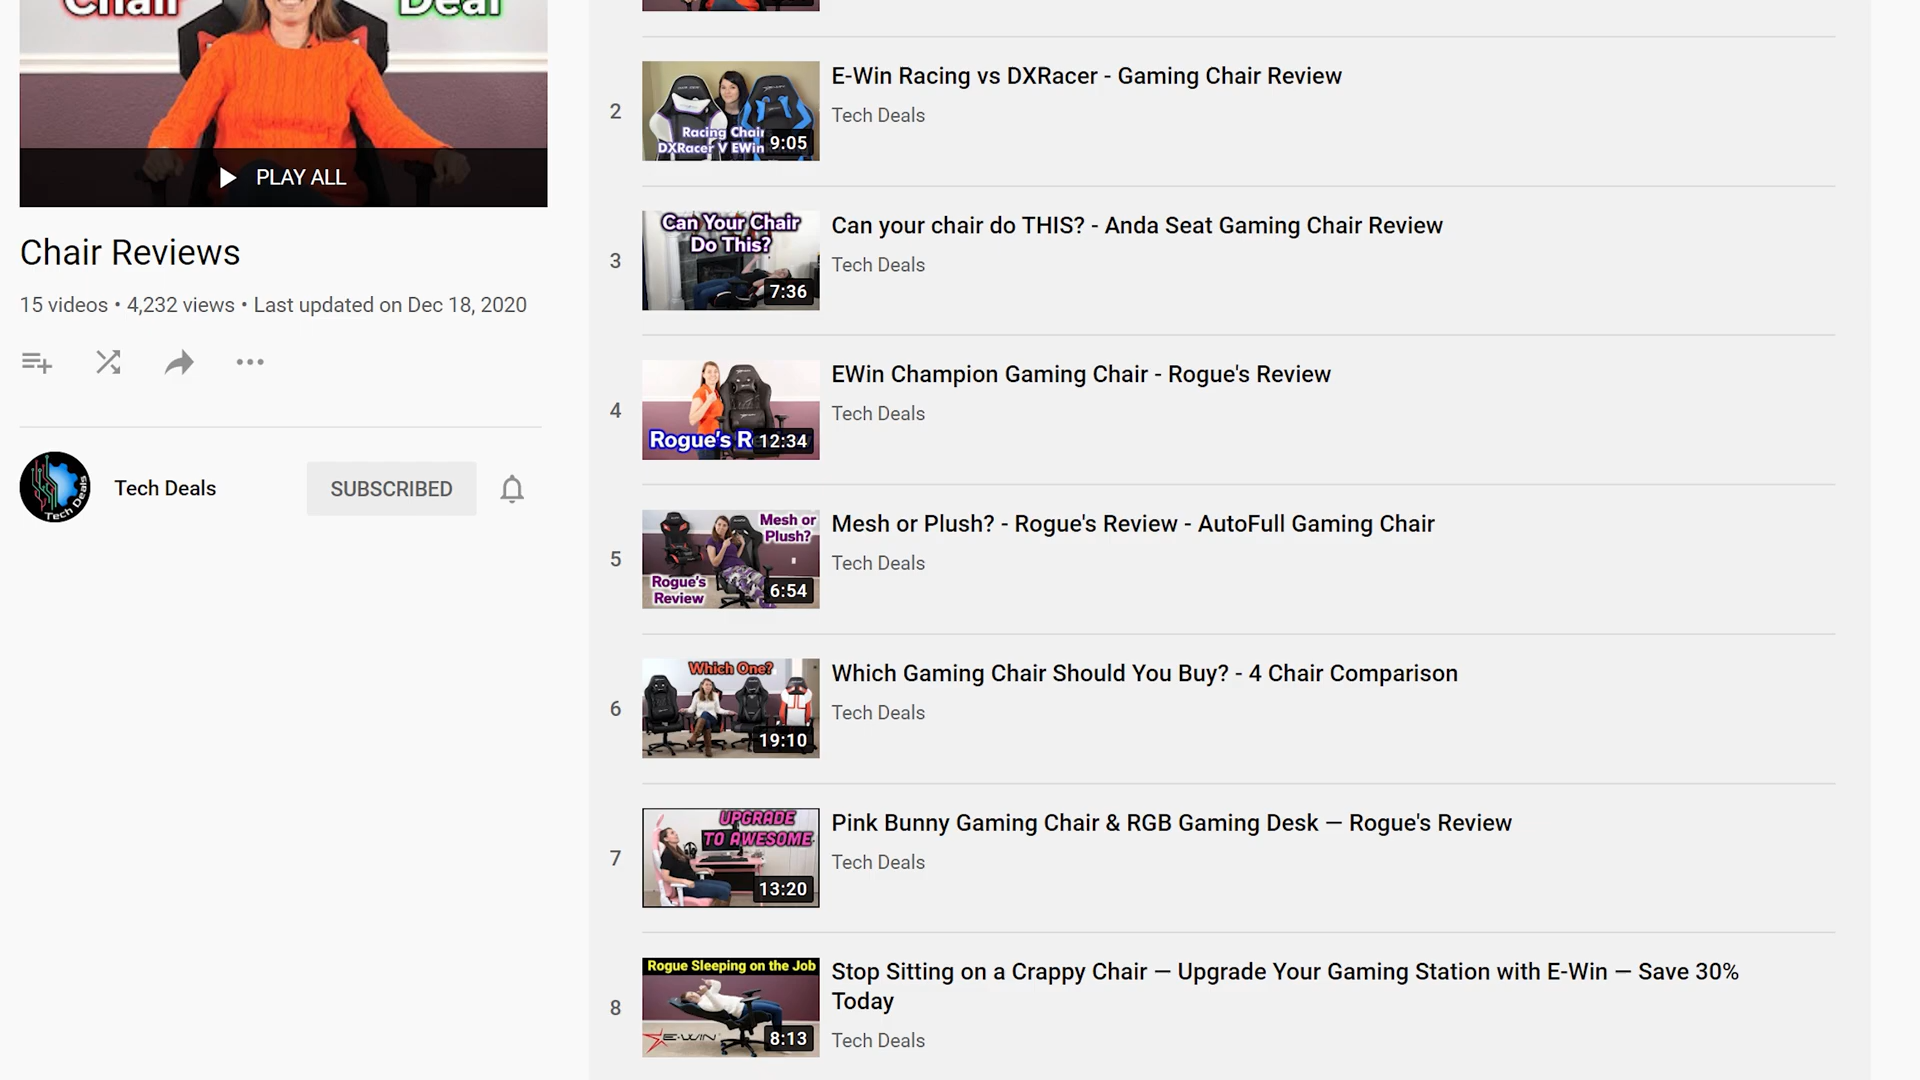 Chair Deal
PLAY ALL
Chair Reviews
15 videos • 4,232 views • Last updated on Dec 18, 2020
Tech Deals
Tech Deals
SUBSCRIBED
2
Racing Chair
DXRacer V EWin
9:05
E-Win Racing vs DXRacer - Gaming Chair Review
Tech Deals
3
Can Your Chair
Do This?
7:36
Can your chair do THIS? - Anda Seat Gaming Chair Review
Tech Deals
4
Rogue's R
12:34
EWin Champion Gaming Chair - Rogue's Review
Tech Deals
5
Mesh or
Plush?
Rogue's
Review
6:54
Mesh or Plush? - Rogue's Review - AutoFull Gaming Chair
Tech Deals
6
Which One?
19:10
Which Gaming Chair Should You Buy? - 4 Chair Comparison
Tech Deals
7
UPGRADE
TO AWESOME
13:20
Pink Bunny Gaming Chair & RGB Gaming Desk — Rogue's Review
Tech Deals
8
Rogue Sleeping on the Job
E-WIN
8:13
Stop Sitting on a Crappy Chair — Upgrade Your Gaming Station with E-Win — Save 30%
Today
Tech Deals